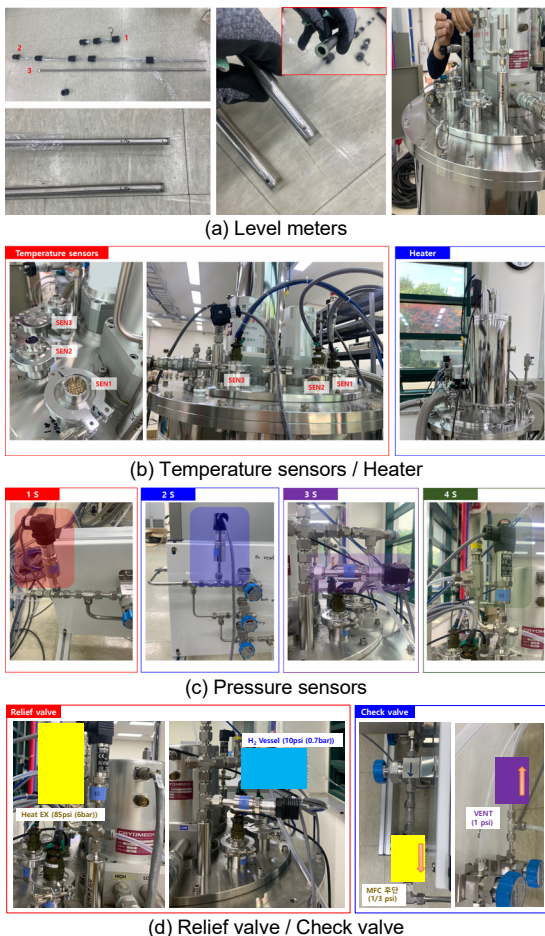 1
2
3
(a) Level meters
Temperature sensors
Heater
SEN3
SEN2
SEN1
SEN3
SEN2
SEN1
(b) Temperature sensors / Heater
1 S
2 S
3 S
4 S
(c) Pressure sensors
Relief valve
Check valve
H₂ Vessel (10psi (0.7bar))
Heat EX (85psi (6bar))
HIGH
LOW
VENT
(1 psi)
MFC 후단
(1/3 psi)
(d) Relief valve / Check valve